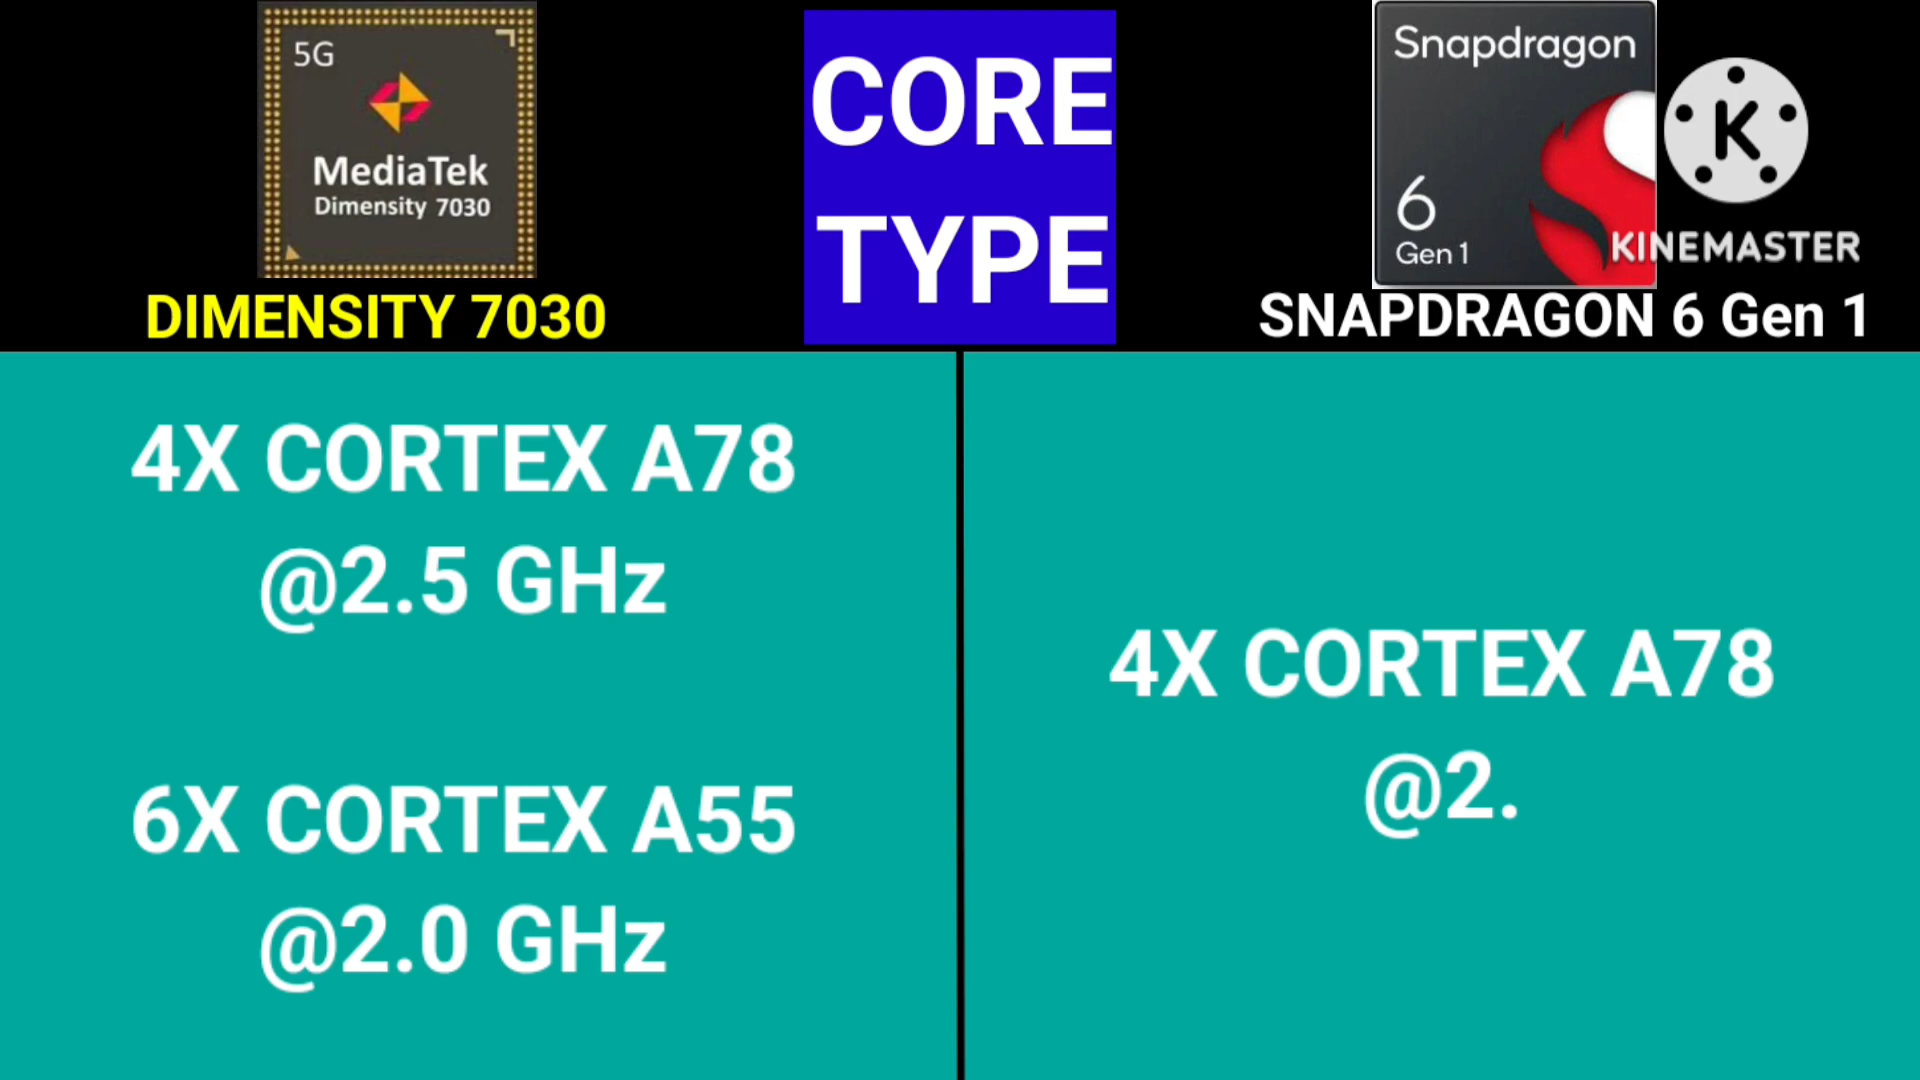 5G
MediaTek
Dimensity 7030
DIMENSITY 7030
CORE
TYPE
Snapdragon
6
Gen 1
K
KINEMASTER
SNAPDRAGON 6 Gen 1
4X CORTEX A78
@2.5 GHz
6X CORTEX A55
@2.0 GHz
4X CORTEX A78
@2.